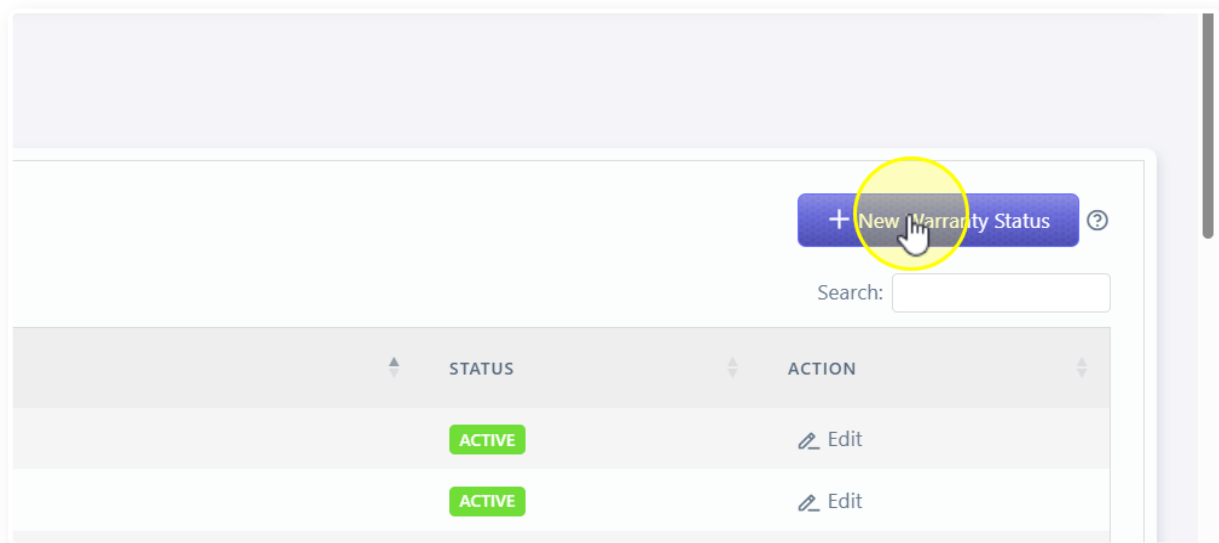 + New Warranty Status
Search:
STATUS ACTION
ACTIVE Edit
ACTIVE Edit